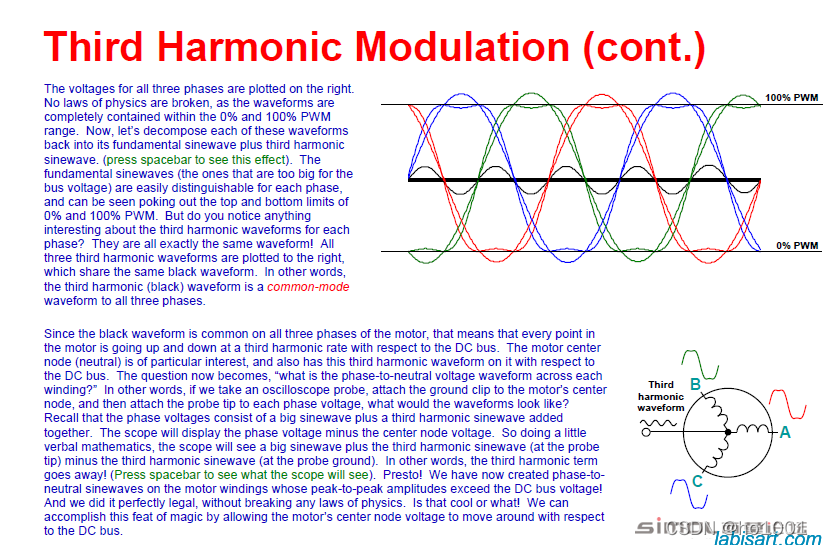 Third Harmonic Modulation (cont.)
The voltages for all three phases are plotted on the right.
No laws of physics are broken, as the waveforms are
completely contained within the 0% and 100% PWM
range. Now, let's decompose each of these waveforms
back into its fundamental sinewave plus third harmonic
sinewave. (press spacebar to see this effect). The
fundamental sinewaves (the ones that are too big for the
bus voltage) are easily distinguishable for each phase,
and can be seen poking out the top and bottom limits of
0% and 100% PWM. But do you notice anything
interesting about the third harmonic waveforms for each
phase? They are all exactly the same waveform! All
three third harmonic waveforms are plotted to the right,
which share the same black waveform. In other words,
the third harmonic (black) waveform is a common-mode
waveform to all three phases.
100% PWM
0% PWM
Since the black waveform is common on all three phases of the motor, that means that every point in
the motor is going up and down at a third harmonic rate with respect to the DC bus. The motor center
node (neutral) is of particular interest, and also has this third harmonic waveform on it with respect to
the DC bus. The question now becomes, "what is the phase-to-neutral voltage waveform across each
winding?" In other words, if we take an oscilloscope probe, attach the ground clip to the motor's center
node, and then attach the probe tip to each phase voltage, what would the waveforms look like?
Recall that the phase voltages consist of a big sinewave plus a third harmonic sinewave added
together. The scope will display the phase voltage minus the center node voltage. So doing a little
verbal mathematics, the scope will see a big sinewave plus the third harmonic sinewave (at the probe
tip) minus the third harmonic sinewave (at the probe ground). In other words, the third harmonic term
goes away! (Press spacebar to see what the scope will see). Presto! We have now created phase-to-
neutral sinewaves on the motor windings whose peak-to-peak amplitudes exceed the DC bus voltage!
And we did it perfectly legal, without breaking any laws of physics. Is that cool or what! We can
accomplish this feat of magic by allowing the motor's center node voltage to move around with respect
to the DC bus.
Third
harmonic
waveform
B
A
C
labisart.com